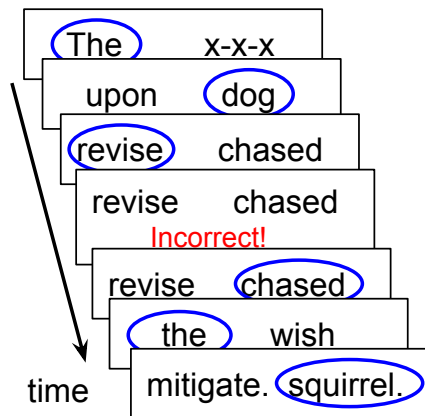 The x-x-x
upon dog
revise chased
revise chased
Incorrect!
revise chased
the wish
mitigate. squirrel.
time